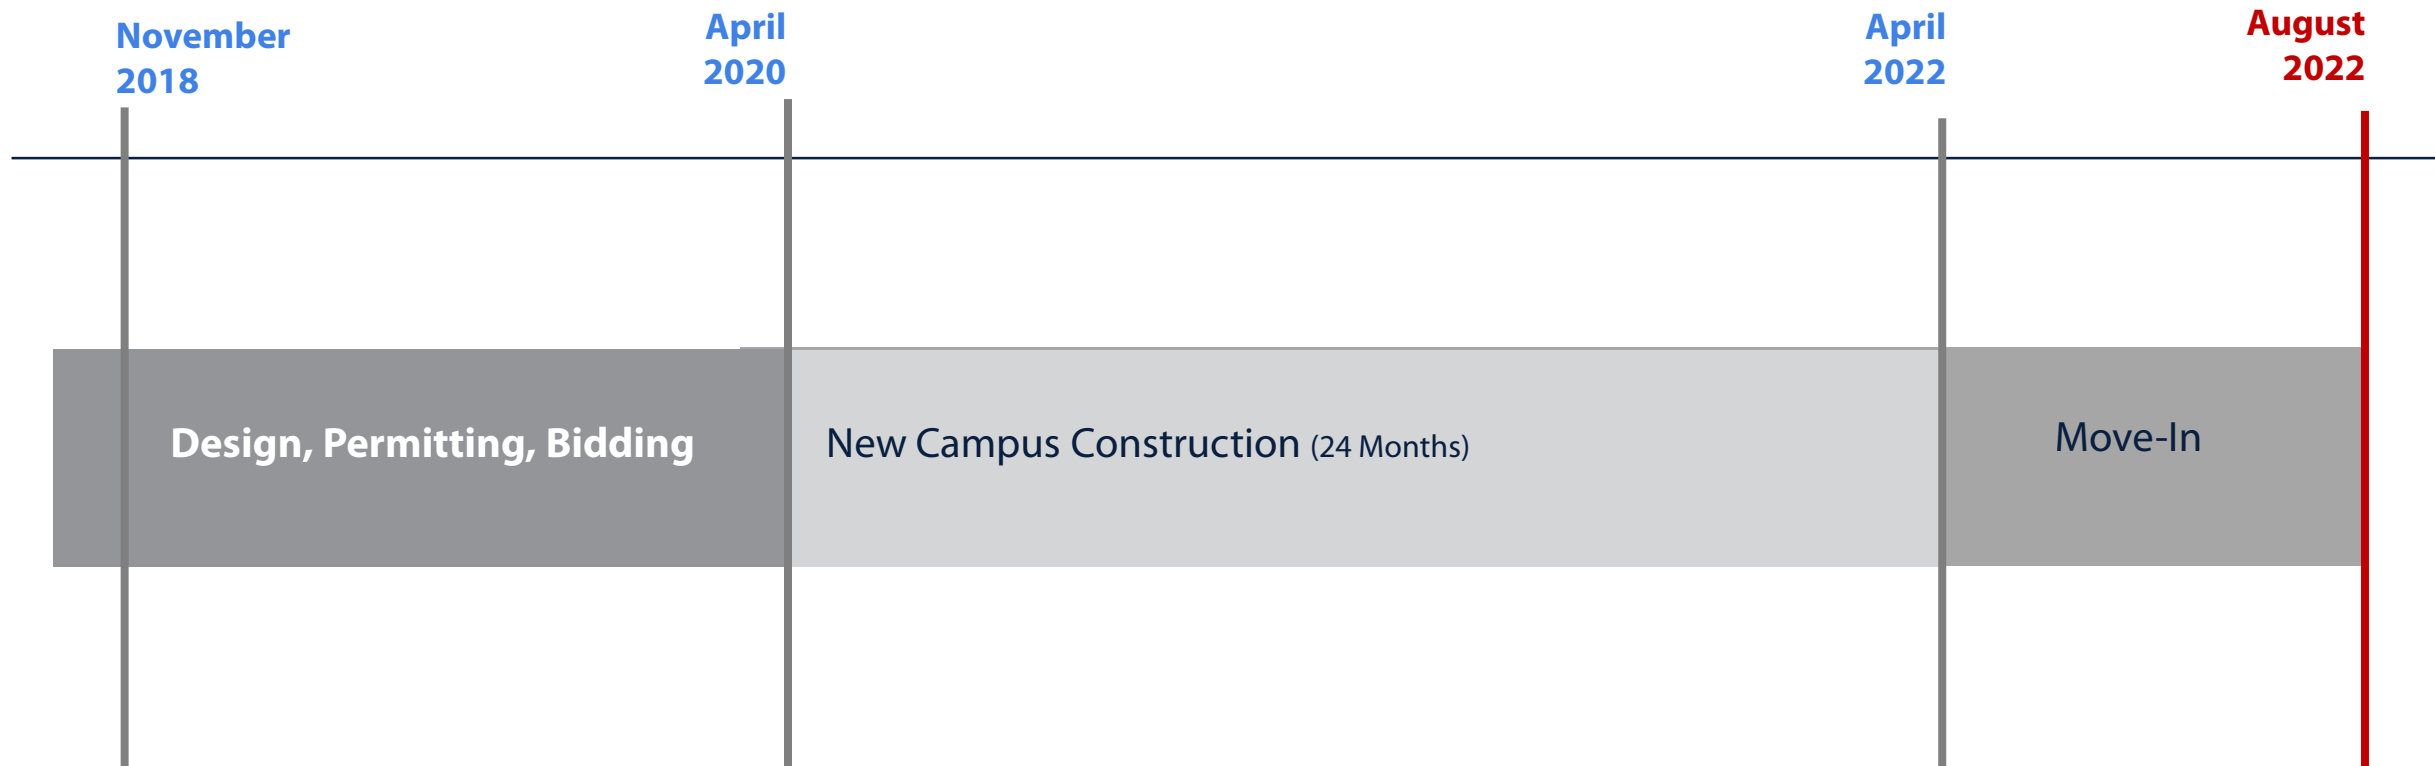 November
2018
April
2020
April
2022
August
2022
Design, Permitting, Bidding
New Campus Construction (24 Months)
Move-In